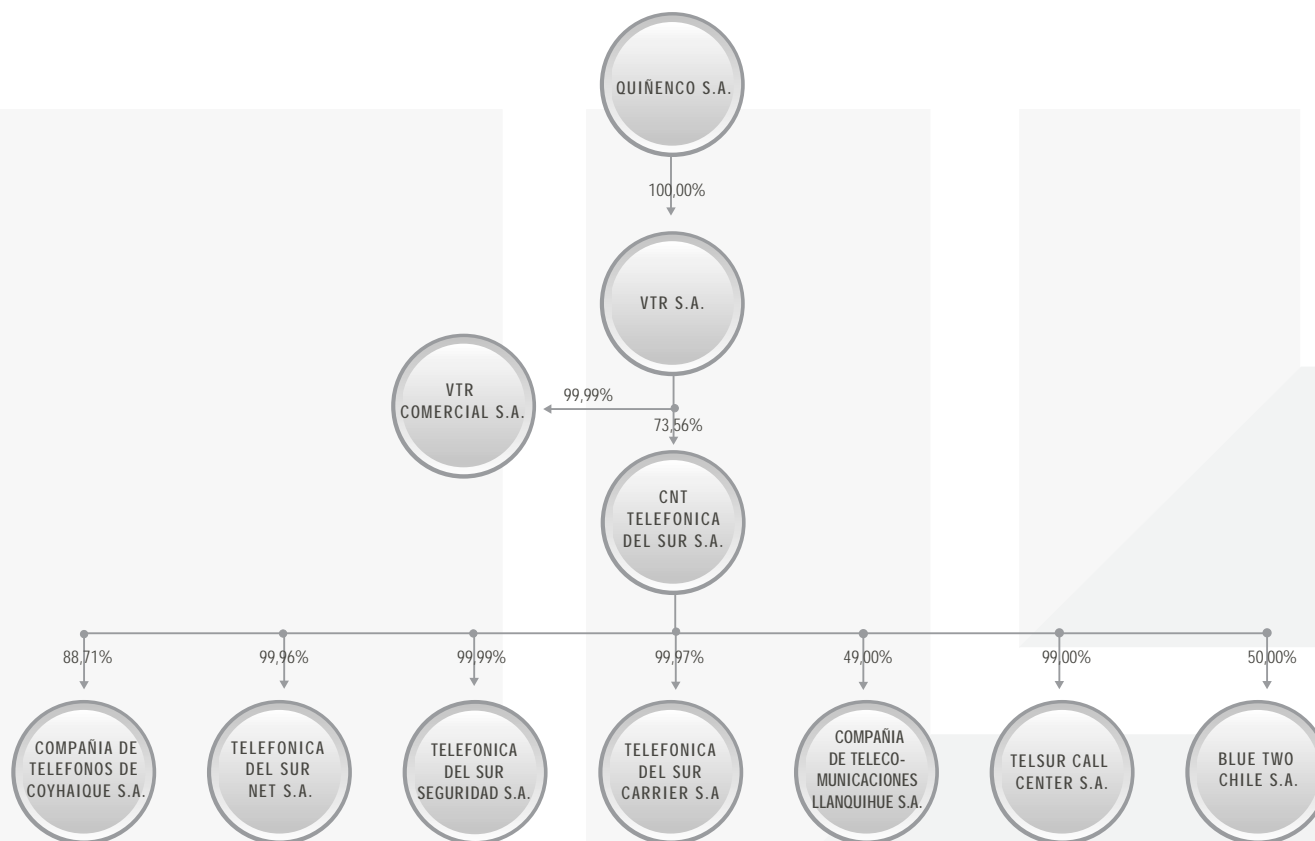 QUIÑENCO S.A.
100,00%
VTR S.A.
VTR
COMERCIAL S.A.
99,99%
73,56%
CNT
TELEFONICA
DEL SUR S.A.
88,71%
99,96%
99,99%
99,97%
49,00%
99,00%
50,00%
COMPAÑIA DE
TELEFONOS DE
COYHAIQUE S.A.
TELEFONICA
DEL SUR
NET S.A.
TELEFONICA
DEL SUR
SEGURIDAD S.A.
TELEFONICA
DEL SUR
CARRIER S.A
COMPAÑIA
DE TELECO-
MUNICACIONES
LLANQUIHUE S.A.
TELSUR CALL
CENTER S.A.
BLUE TWO
CHILE S.A.